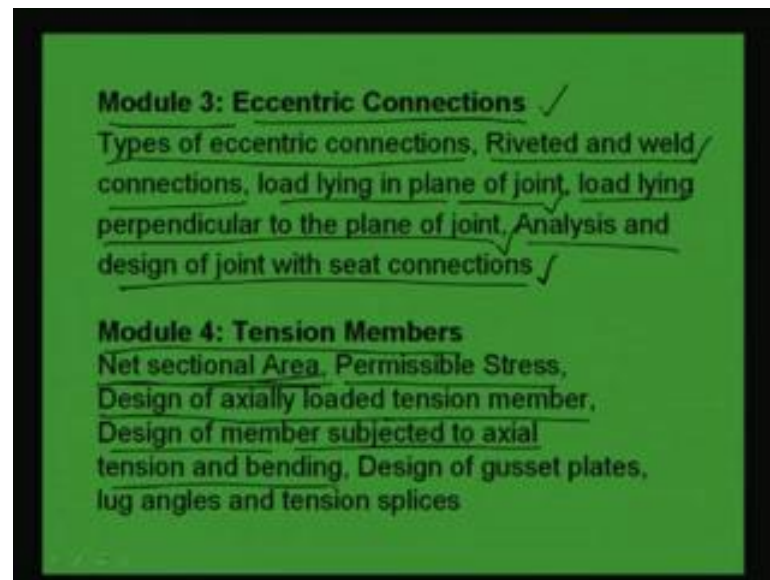 Module 3: Eccentric Connections
Types of eccentric connections, Riveted and weld
connections, load lying in plane of joint, load lying
perpendicular to the plane of joint, Analysis and
design of joint with seat connections
Module 4: Tension Members
Net sectional Area, Permissible Stress,
Design of axially loaded tension member,
Design of member subjected to axial
tension and bending, Design of gusset plates,
lug angles and tension splices